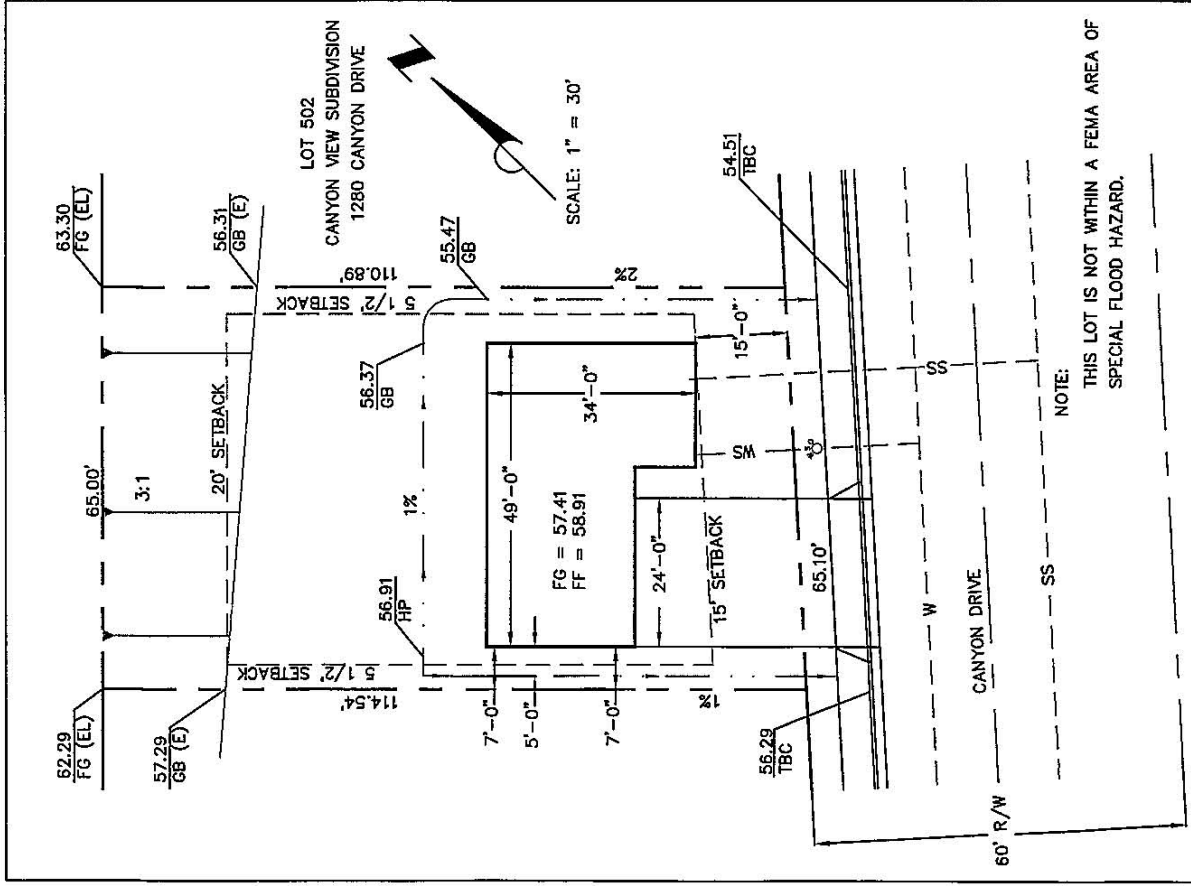 63.30
FG (EL)
LOT 502
CANYON VIEW SUBDIVISION
1280 CANYON DRIVE
56.31
GB (E)
SCALE: 1" = 30'
65.00'
3:1
20' SETBACK
62.29
FG (EL)
57.29
GB (E)
5 1/2' SETBACK
110.89'
55.47
GB
2%
56.37
GB
1%
56.91
HP
5 1/2' SETBACK
114.54'
1%
49'-0"
34'-0"
FG = 57.41
FF = 58.91
7'-0"
5'-0"
7'-0"
24'-0"
15' SETBACK
15'-0"
54.51
TBC
56.29
TBC
65.10'
WS
SS
W
CANYON DRIVE
SS
60' R/W
NOTE:
THIS LOT IS NOT WITHIN A FEMA AREA OF
SPECIAL FLOOD HAZARD.